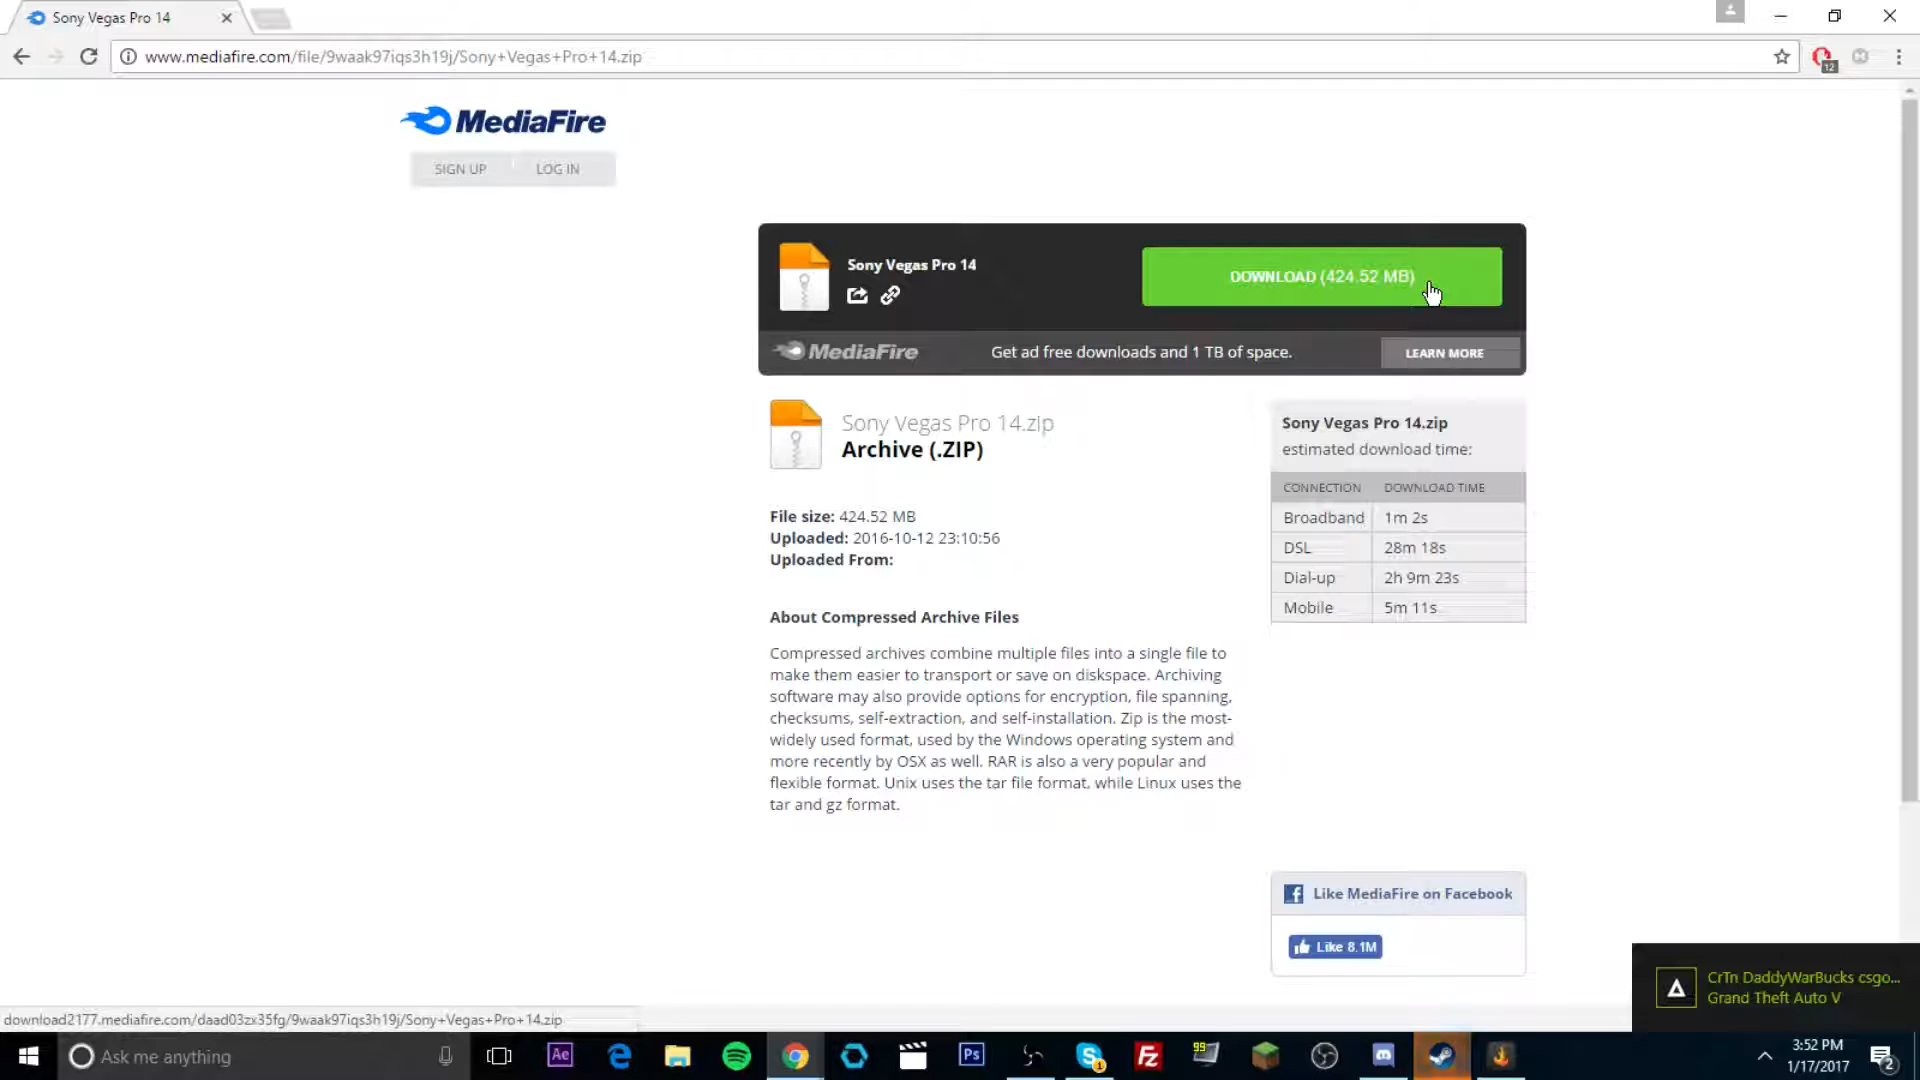 Sony Vegas Pro 14
www.mediafire.com/file/9waak97iqs3h19j/Sony+Vegas+Pro+14.zip
12
MediaFire
SIGN UP LOG IN
Sony Vegas Pro 14
DOWNLOAD (424.52 MB)
MediaFire Get ad free downloads and 1 TB of space. LEARN MORE
Sony Vegas Pro 14.zip
Archive (.ZIP)
File size: 424.52 MB
Uploaded: 2016-10-12 23:10:56
Uploaded From:
About Compressed Archive Files
Compressed archives combine multiple files into a single file to
make them easier to transport or save on diskspace. Archiving
software may also provide options for encryption, file spanning,
checksums, self-extraction, and self-installation. Zip is the most-
widely used format, used by the Windows operating system and
more recently by OSX as well. RAR is also a very popular and
flexible format. Unix uses the tar file format, while Linux uses the
tar and gz format.
Sony Vegas Pro 14.zip
estimated download time:
CONNECTION DOWNLOAD TIME
Broadband 1m 2s
DSL 28m 18s
Dial-up 2h 9m 23s
Mobile 5m 11s
Like MediaFire on Facebook
Like 8.1M
CrTn DaddyWarBucks csgo...
Grand Theft Auto V
download2177.mediafire.com/daad03zx35fg/9waak97iqs3h19j/Sony+Vegas+Pro+14.zip
Ask me anything
Ae
Ps
1
Fz
99
3:52 PM
1/17/2017
2